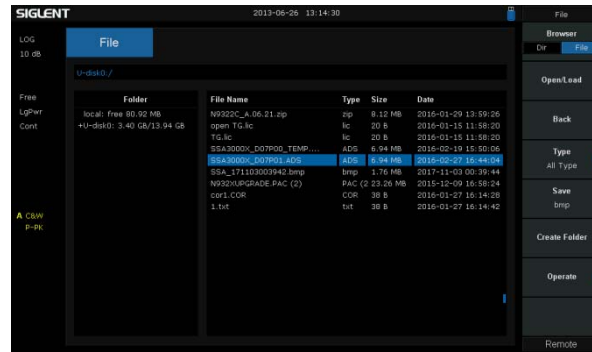 SIGLENT 2013-06-26 13:14:30 File
LOG
10 dB
Free
LgPwr
Cont
A C&W
P-PK
File
U-disk0:/
Folder
local: free 80.92 MB
+U-disk0: 3.40 GB/13.94 GB
File Name Type Size Date
N9322C_A.06.21.zip zip 8.12 MB 2016-01-29 13:59:26
open TG.lic lic 20 B 2016-01-15 11:58:20
TG.lic lic 20 B 2016-01-15 11:58:20
SSA3000X_D07P00_TEMP.... ADS 6.94 MB 2016-02-19 15:50:06
SSA3000X_D07P01.ADS ADS 6.94 MB 2016-02-27 16:44:04
SSA_171103003942.bmp bmp 1.76 MB 2017-11-03 00:39:44
N932XUPGRADE.PAC (2) PAC (2 23.26 MB 2015-12-09 16:58:24
cor1.COR COR 38 B 2016-01-27 16:14:28
1.txt txt 38 B 2016-01-27 16:14:42
Browser
Dir File
Open/Load
Back
Type
All Type
Save
bmp
Create Folder
Operate
Remote